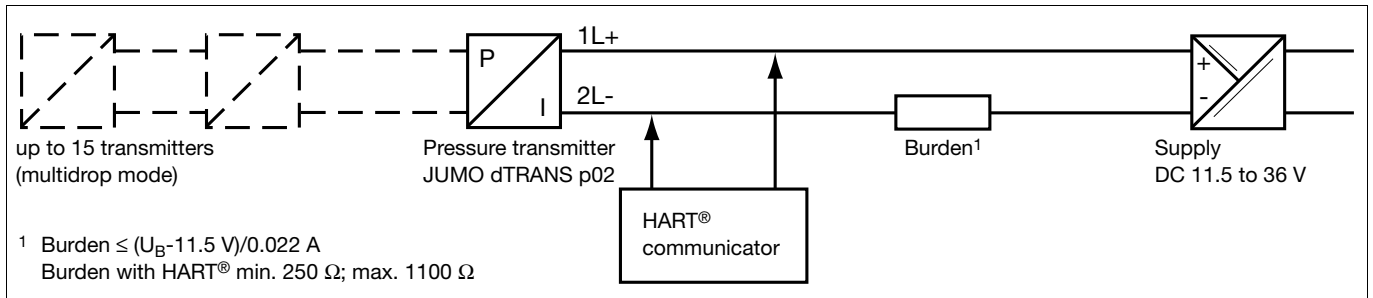 1L+
P
+
2L-
-
I
up to 15 transmitters
(multidrop mode)
Pressure transmitter
JUMO dTRANS p02
Burden¹
Supply
DC 11.5 to 36 V
HART®
communicator
¹ Burden ≤ (U_B-11.5 V)/0.022 A
Burden with HART® min. 250 Ω; max. 1100 Ω